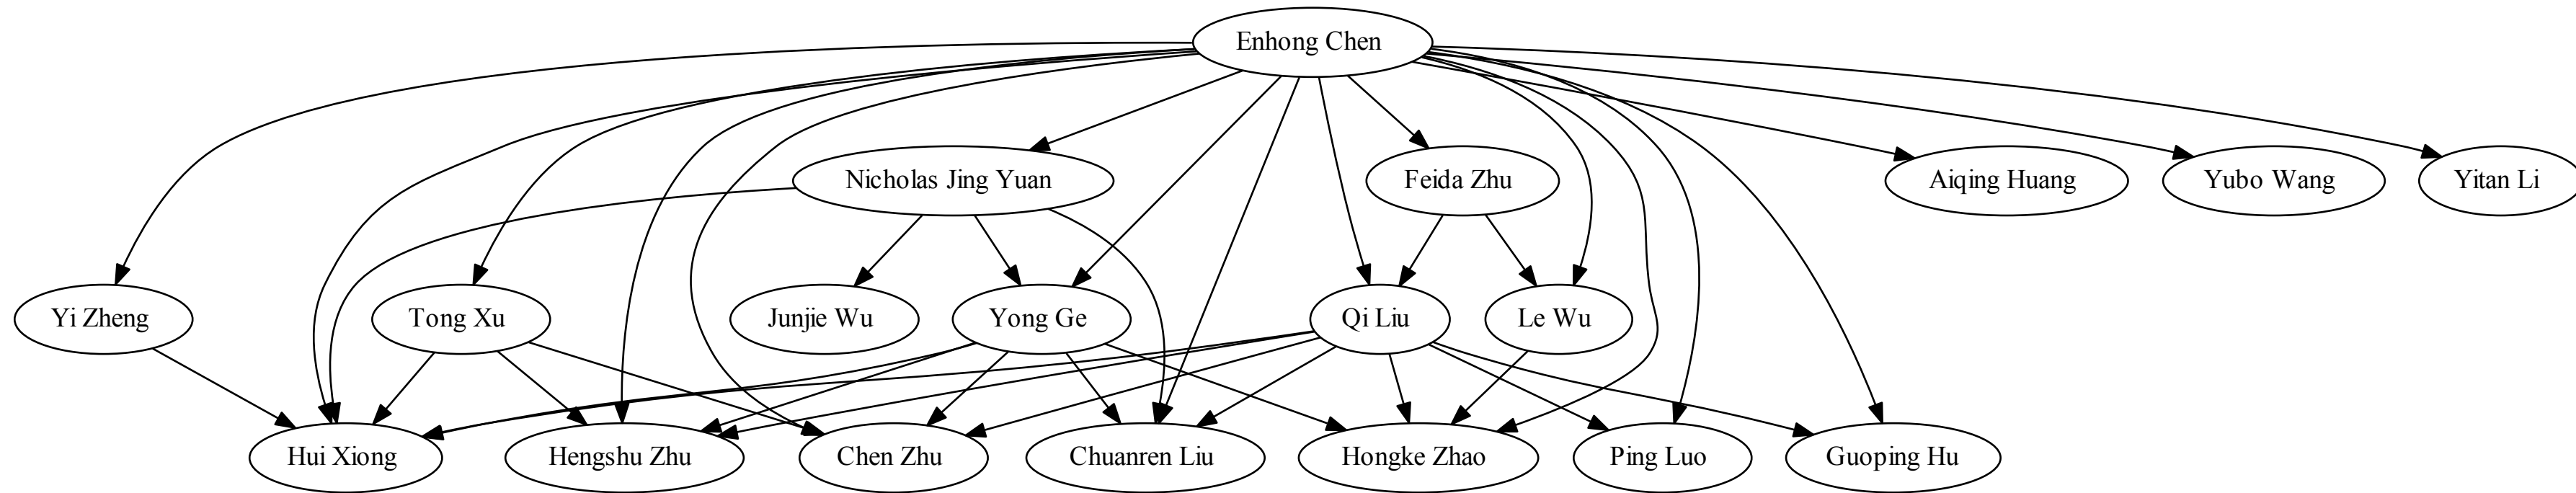 Enhong Chen
Nicholas Jing Yuan
Feida Zhu
Aiqing Huang
Yubo Wang
Yitan Li
Yi Zheng
Tong Xu
Junjie Wu
Yong Ge
Qi Liu
Le Wu
Hui Xiong
Hengshu Zhu
Chen Zhu
Chuanren Liu
Hongke Zhao
Ping Luo
Guoping Hu